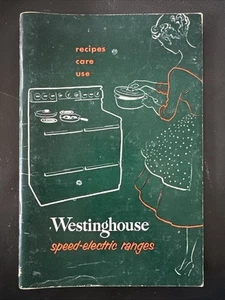 recipes
care
use
Westinghouse
speed-electric ranges